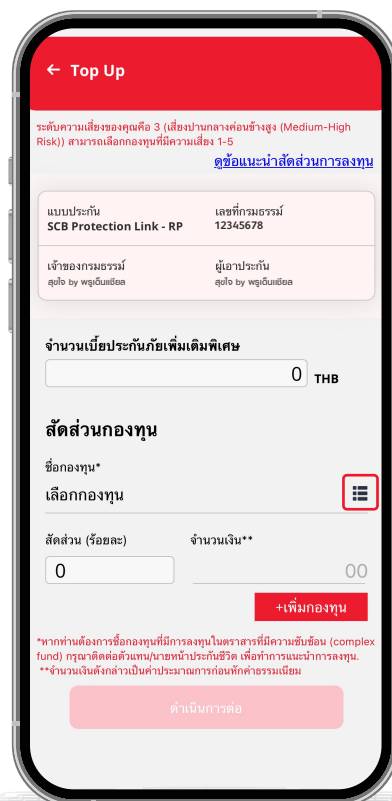 ← Top Up
ระดับความเสี่ยงของคุณคือ 3 (เสี่ยงปานกลางค่อนข้างสูง (Medium-High
Risk)) สามารถเลือกกองทุนที่มีความเสี่ยง 1-5
ดูข้อแนะนำสัดส่วนการลงทุน
แบบประกัน เลขที่กรมธรรม์
SCB Protection Link - RP 12345678
เจ้าของกรมธรรม์ ผู้เอาประกัน
สุขใจ by พรูเด็นเชียล สุขใจ by พรูเด็นเชียล
จำนวนเบี้ยประกันภัยเพิ่มเติมพิเศษ
0 THB
สัดส่วนกองทุน
ชื่อกองทุน*
เลือกกองทุน
สัดส่วน (ร้อยละ) จำนวนเงิน**
0 00
+เพิ่มกองทุน
*หากท่านต้องการซื้อกองทุนที่มีการลงทุนในตราสารที่มีความซับซ้อน (complex
fund) กรุณาติดต่อตัวแทน/นายหน้าประกันชีวิต เพื่อทำการแนะนำการลงทุน.
**จำนวนเงินดังกล่าวเป็นค่าประมาณการก่อนหักค่าธรรมเนียม
ดำเนินการต่อ